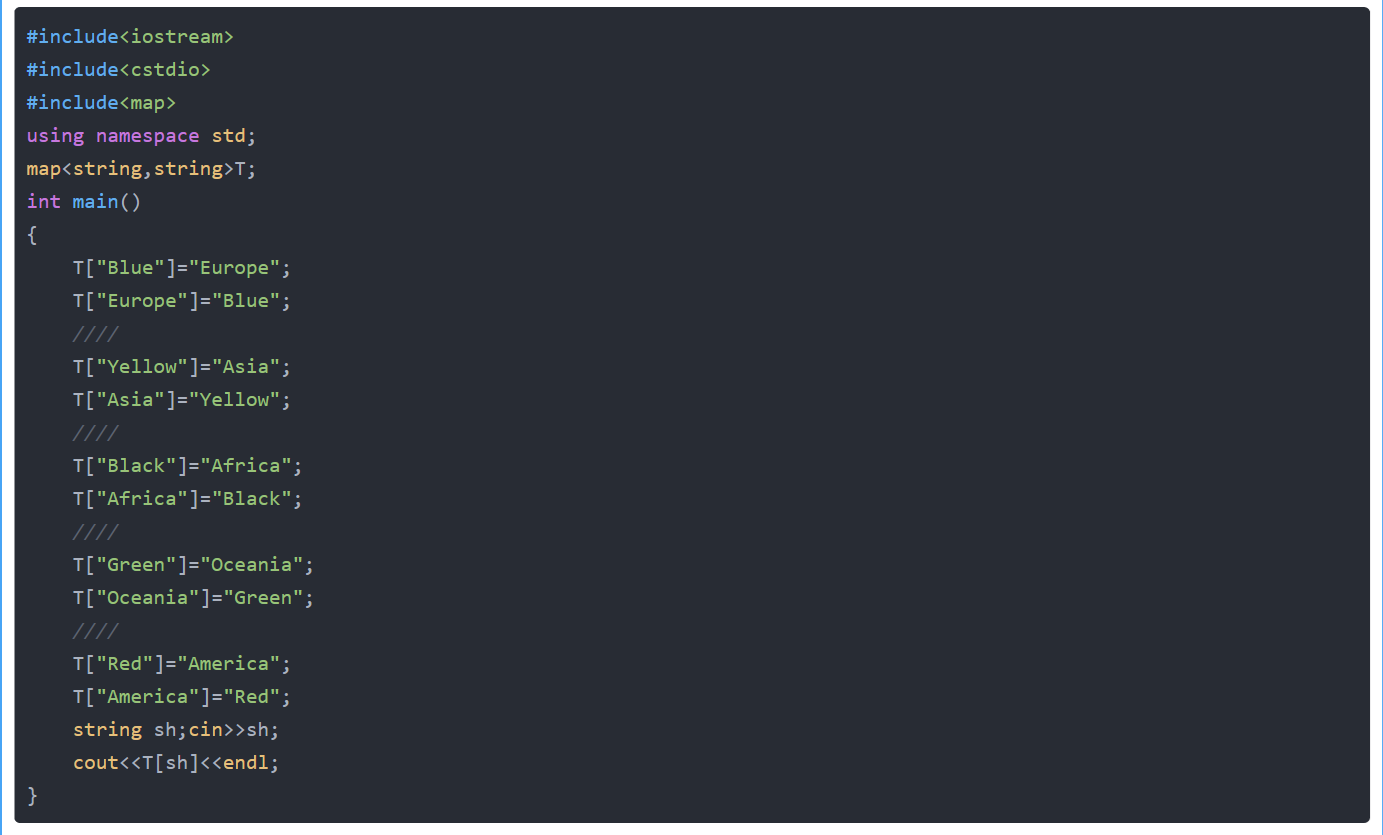 #include<iostream>
#include<cstdio>
#include<map>
using namespace std;
map<string,string>T;
int main()
{
    T["Blue"]="Europe";
    T["Europe"]="Blue";
    ////
    T["Yellow"]="Asia";
    T["Asia"]="Yellow";
    ////
    T["Black"]="Africa";
    T["Africa"]="Black";
    ////
    T["Green"]="Oceania";
    T["Oceania"]="Green";
    ////
    T["Red"]="America";
    T["America"]="Red";
    string sh;cin>>sh;
    cout<<T[sh]<<endl;
}